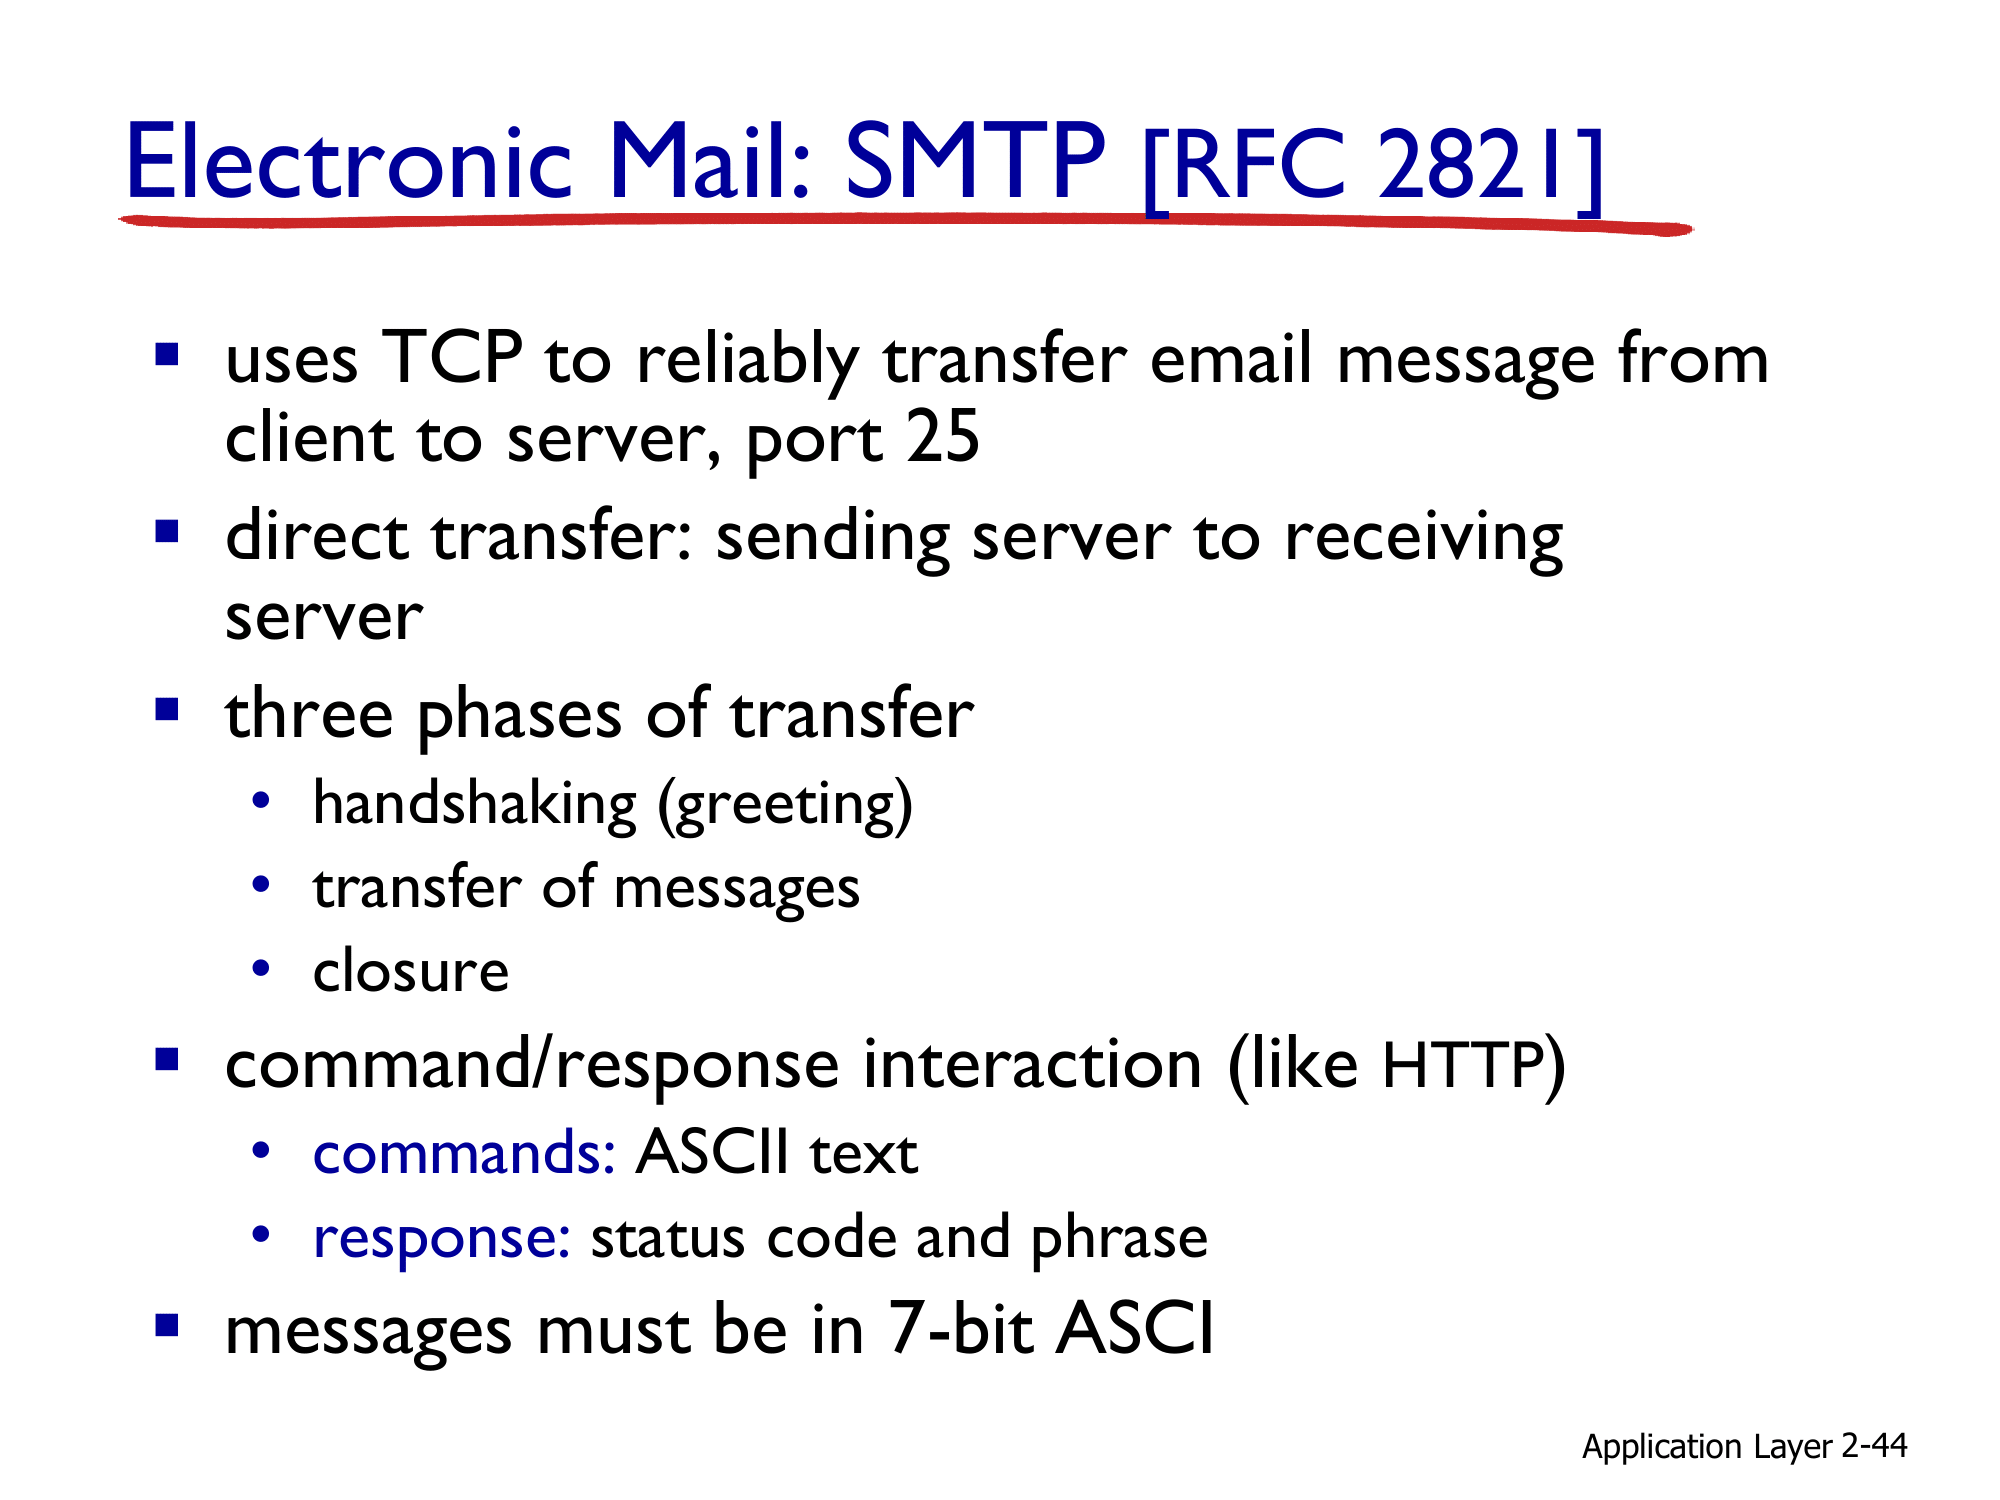 Electronic Mail: SMTP [RFC 2821]
▪ uses TCP to reliably transfer email message from
client to server, port 25
▪ direct transfer: sending server to receiving
server
▪ three phases of transfer
• handshaking (greeting)
• transfer of messages
• closure
▪ command/response interaction (like HTTP)
• commands: ASCII text
• response: status code and phrase
▪ messages must be in 7-bit ASCI
Application Layer 2-44